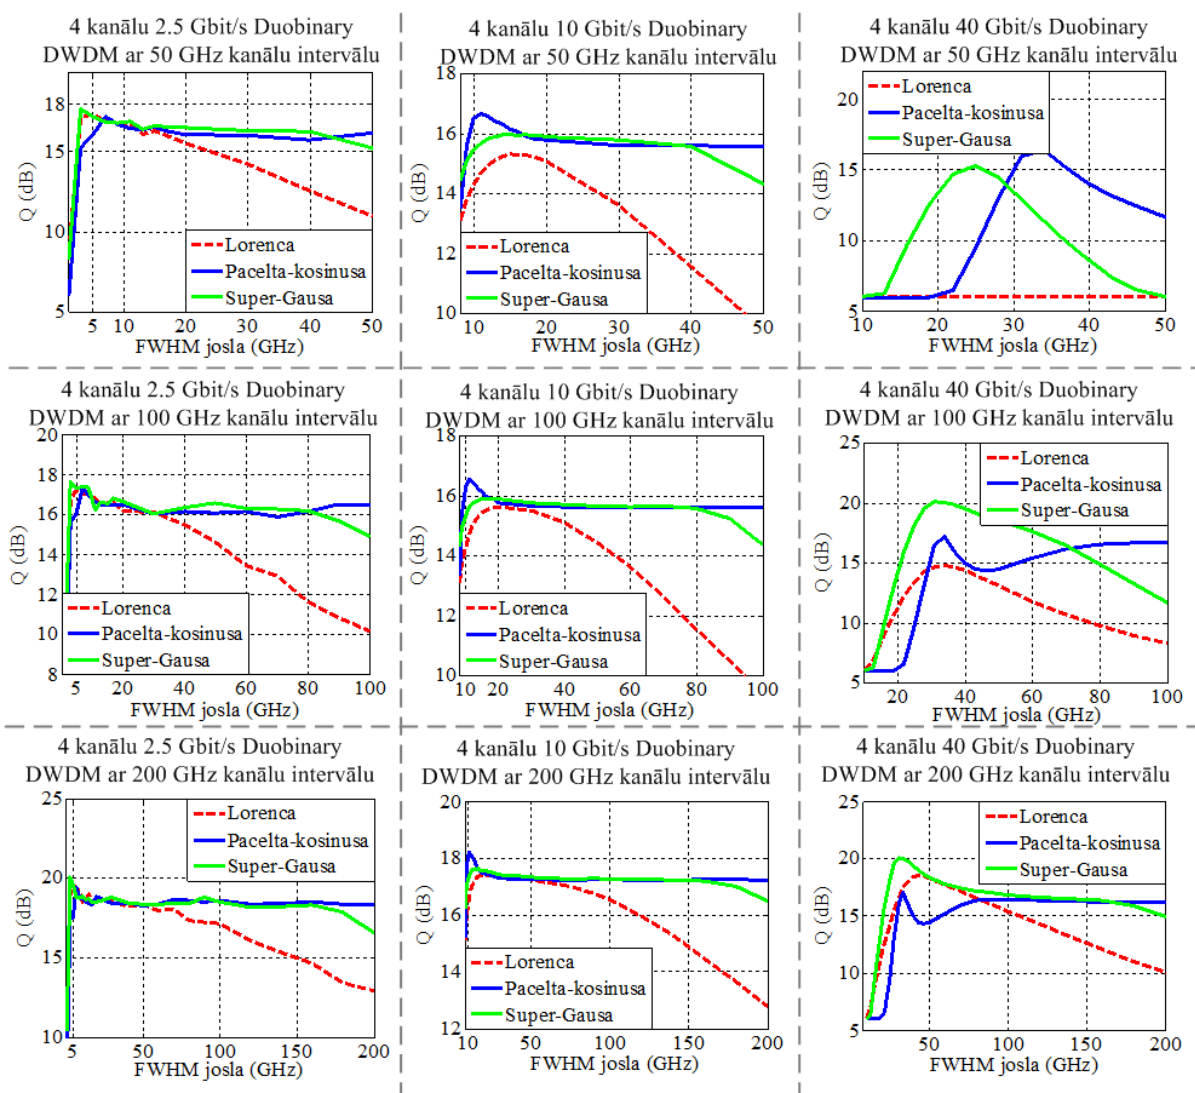 4 kanālu 2.5 Gbit/s Duobinary
DWDM ar 50 GHz kanālu intervālu
18
15
10
5
Q (dB)
Lorenca
Pacelta-kosinusa
Super-Gausa
5 10 20 30 40 50
FWHM josla (GHz)
4 kanālu 10 Gbit/s Duobinary
DWDM ar 50 GHz kanālu intervālu
18
16
14
12
10
Q (dB)
Lorenca
Pacelta-kosinusa
Super-Gausa
11 20 30 40 50
FWHM josla (GHz)
4 kanālu 40 Gbit/s Duobinary
DWDM ar 50 GHz kanālu intervālu
20
15
10
5
Q (dB)
Lorenca
Pacelta-kosinusa
Super-Gausa
10 20 30 40 50
FWHM josla (GHz)
4 kanālu 2.5 Gbit/s Duobinary
DWDM ar 100 GHz kanālu intervālu
20
18
16
14
12
10
8
Q (dB)
Lorenca
Pacelta-kosinusa
Super-Gausa
5 20 40 60 80 100
FWHM josla (GHz)
4 kanālu 10 Gbit/s Duobinary
DWDM ar 100 GHz kanālu intervālu
18
16
14
12
10
Q (dB)
Lorenca
Pacelta-kosinusa
Super-Gausa
10 20 40 60 80 100
FWHM josla (GHz)
4 kanālu 40 Gbit/s Duobinary
DWDM ar 100 GHz kanālu intervālu
25
20
15
10
5
Q (dB)
Lorenca
Pacelta-kosinusa
Super-Gausa
20 40 60 80 100
FWHM josla (GHz)
4 kanālu 2.5 Gbit/s Duobinary
DWDM ar 200 GHz kanālu intervālu
25
20
15
10
Q (dB)
Lorenca
Pacelta-kosinusa
Super-Gausa
5 50 100 150 200
FWHM josla (GHz)
4 kanālu 10 Gbit/s Duobinary
DWDM ar 200 GHz kanālu intervālu
20
18
16
14
12
Q (dB)
Lorenca
Pacelta-kosinusa
Super-Gausa
10 50 100 150 200
FWHM josla (GHz)
4 kanālu 40 Gbit/s Duobinary
DWDM ar 200 GHz kanālu intervālu
25
20
15
10
5
Q (dB)
Lorenca
Pacelta-kosinusa
Super-Gausa
0 50 100 150 200
FWHM josla (GHz)